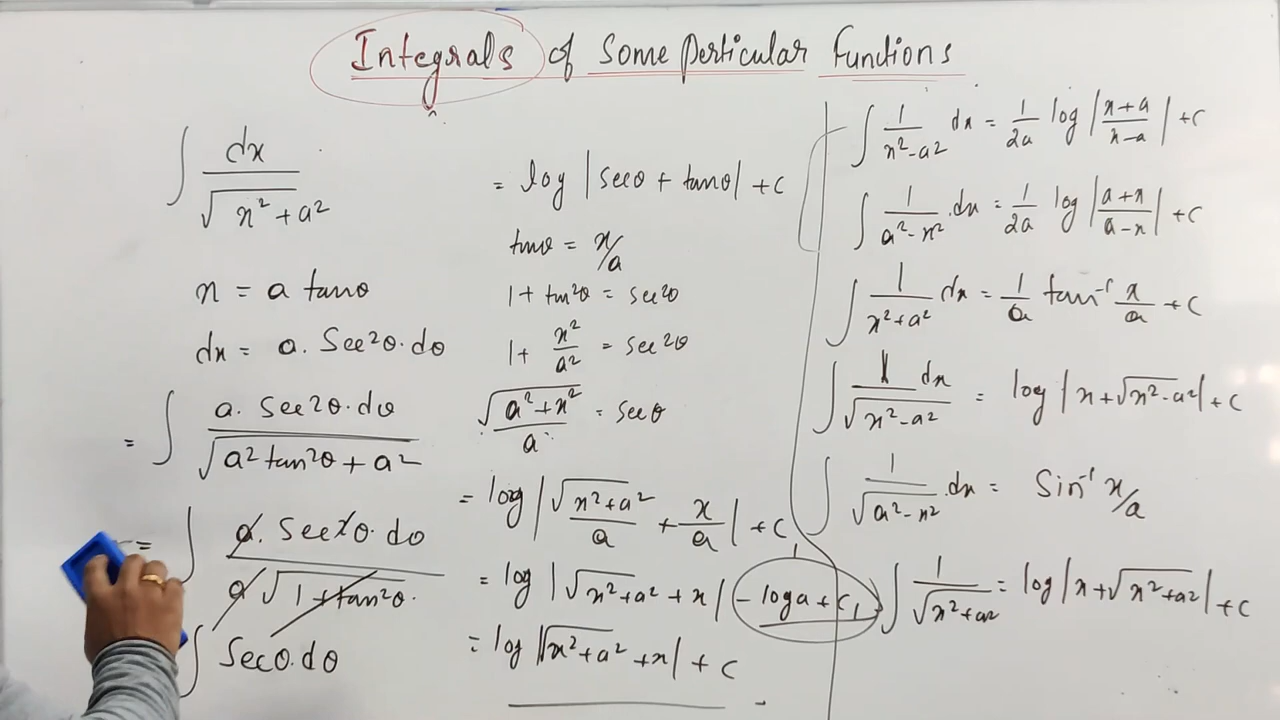 Integrals of Some Perticular Functions
∫ dx / √(x² + a²)
x = a tanθ
dx = a. Sec²θ. dθ
= ∫ a. Sec²θ. dθ / √(a² tan²θ + a²)
= ∫ a. Sec²θ. dθ / a √(1 + tan²θ).
∫ Secθ. dθ
= log |secθ + tanθ| + c
tanθ = x/a
1 + tan²θ = sec²θ
1 + x²/a² = sec²θ
√(a² + x²) / a = secθ
= log |√(x² + a²)/a + x/a| + c₁
= log |√(x² + a²) + x| - log a + c₁
= log |√(x² + a²) + x| + c
∫ 1/(x² - a²) dx = 1/2a log |(x + a)/(x - a)| + c
∫ 1/(a² - x²) .dx = 1/2a log |(a + x)/(a - x)| + c
∫ 1/(x² + a²) dx = 1/a tan⁻¹ x/a + c
∫ 1/√(x² - a²) dx = log |x + √(x² - a²)| + c
∫ 1/√(a² - x²) .dx = Sin⁻¹ x/a
∫ 1/√(x² + a²) = log |x + √(x² + a²)| + c